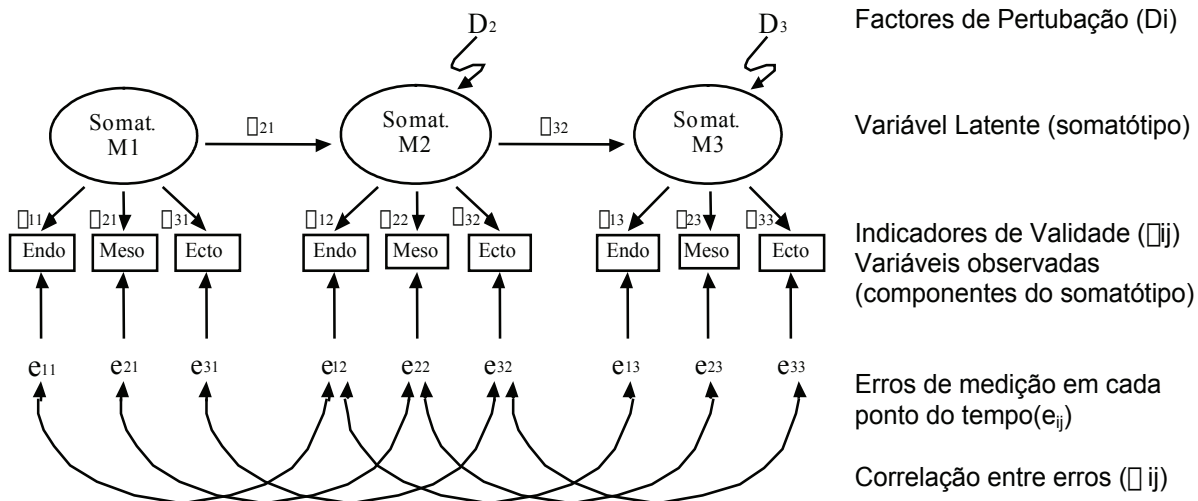 D2
D3
Factores de Pertubação (Di)
Somat.
M1
▯21
Somat.
M2
▯32
Somat.
M3
Variável Latente (somatótipo)
▯11 ▯21 ▯31 ▯12 ▯22 ▯32 ▯13 ▯23 ▯33
Endo Meso Ecto Endo Meso Ecto Endo Meso Ecto
Indicadores de Validade (▯ij)
Variáveis observadas
(componentes do somatótipo)
e11 e21 e31 e12 e22 e32 e13 e23 e33
Erros de medição em cada
ponto do tempo(eij)
Correlação entre erros (▯ ij)